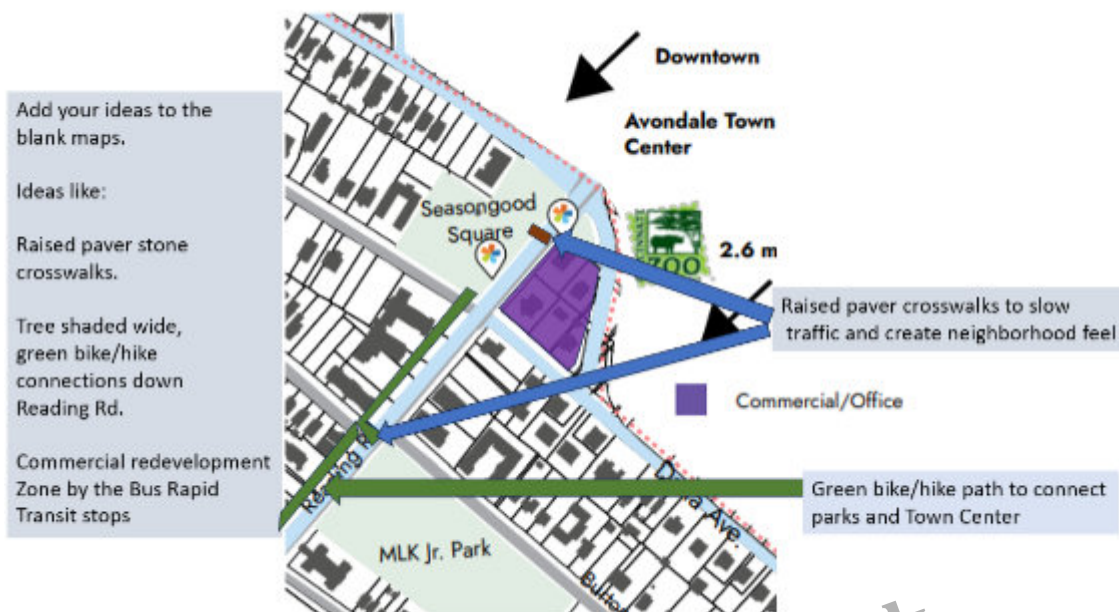 Downtown
Avondale Town
Center
Add your ideas to the
blank maps.
Ideas like:
Raised paver stone
crosswalks.
Tree shaded wide,
green bike/hike
connections down
Reading Rd.
Commercial redevelopment
Zone by the Bus Rapid
Transit stops
Seasongood
Square
ZOO
2.6 m
Raised paver crosswalks to slow
traffic and create neighborhood feel
Commercial/Office
Reading R
Green bike/hike path to connect
parks and Town Center
Ave.
MLK Jr. Park